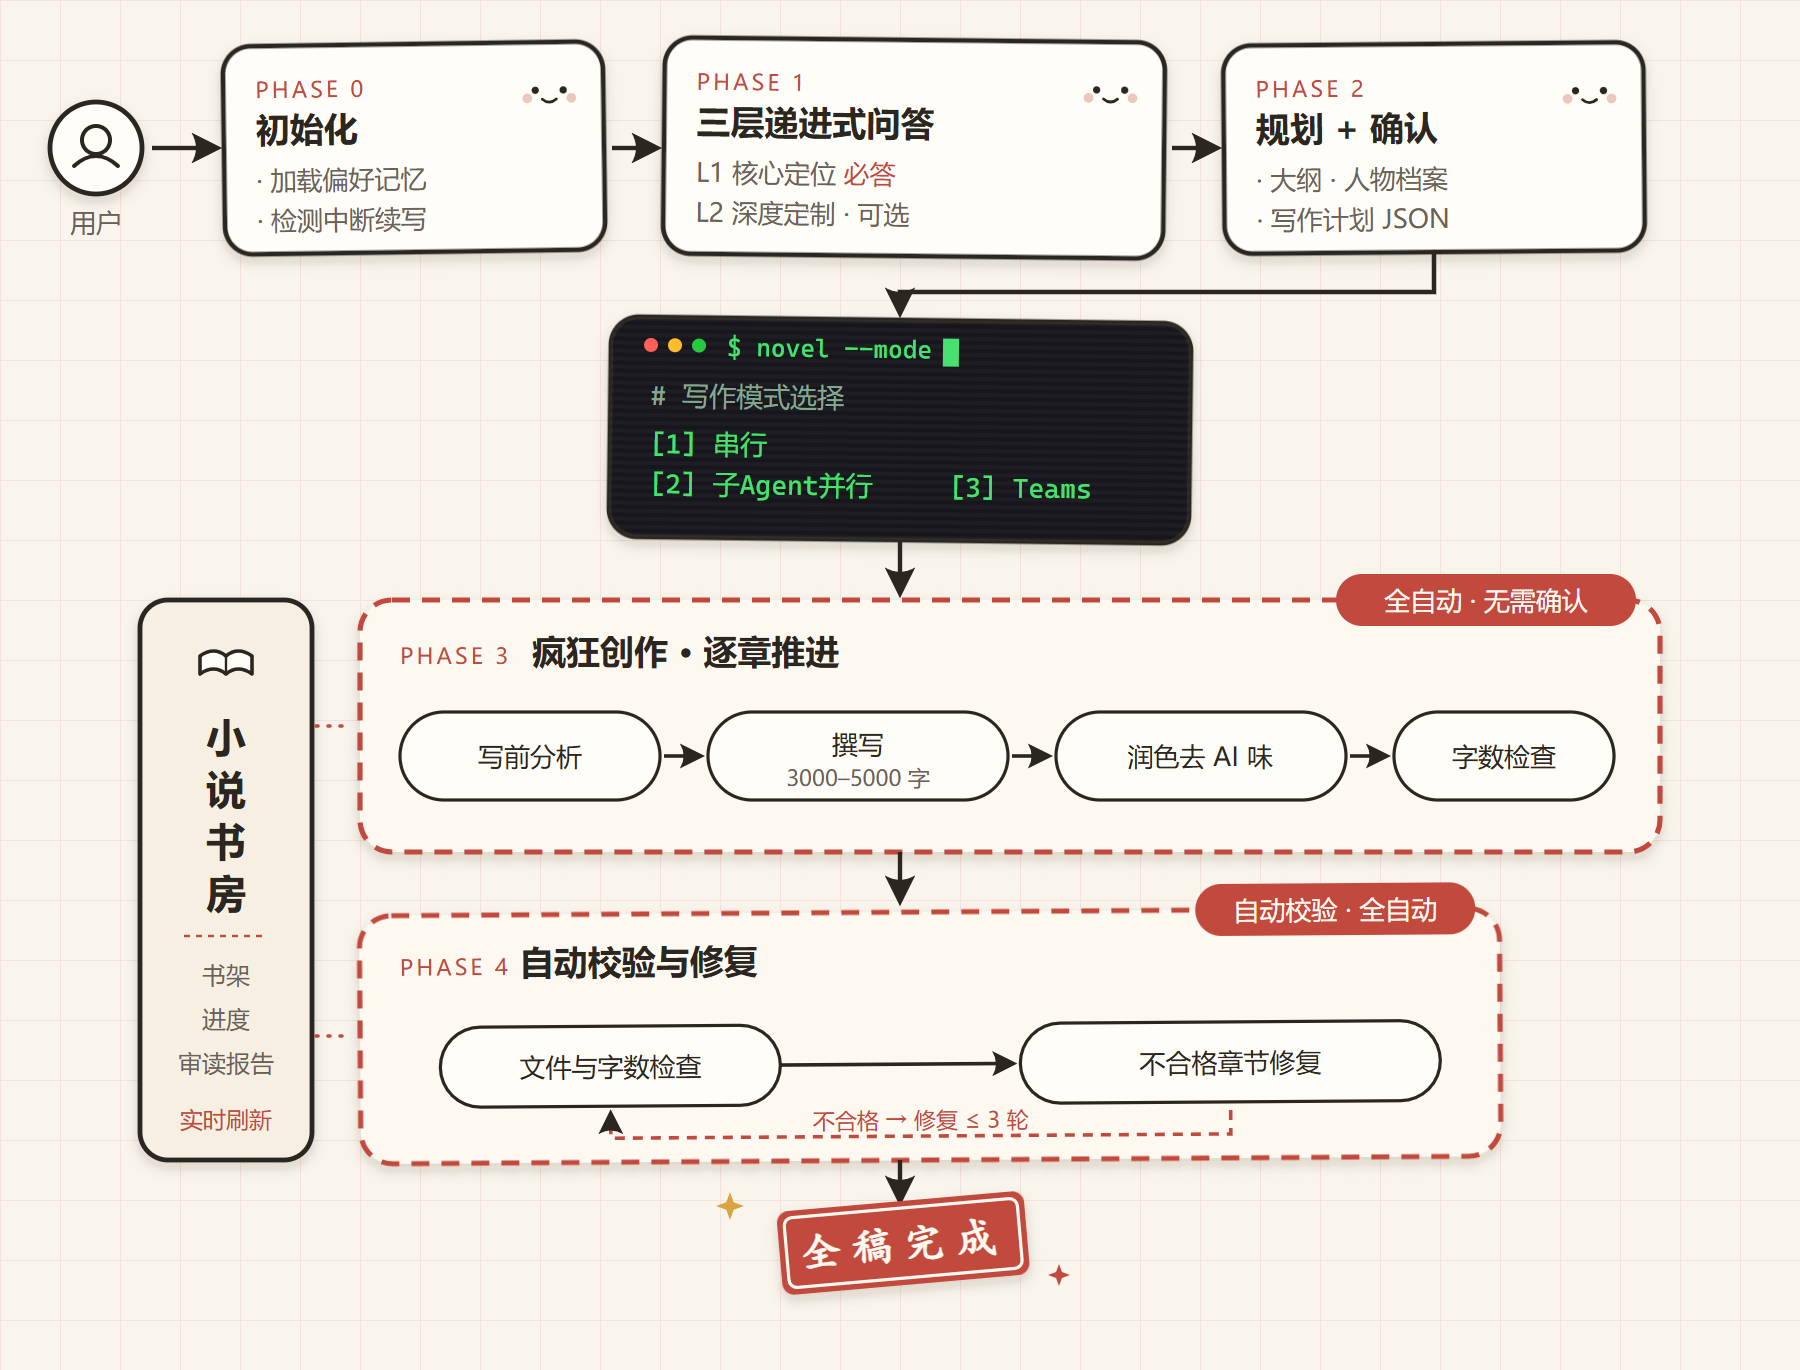 用户
PHASE 0
初始化
· 加载偏好记忆
· 检测中断续写
PHASE 1
三层递进式问答
L1 核心定位 必答
L2 深度定制 · 可选
PHASE 2
规划 + 确认
· 大纲 · 人物档案
· 写作计划 JSON
$ novel --mode
# 写作模式选择
[1] 串行
[2] 子Agent并行 [3] Teams
小说书房
书架
进度
审读报告
实时刷新
全自动 · 无需确认
PHASE 3 疯狂创作 • 逐章推进
写前分析
撰写
3000–5000 字
润色去 AI 味
字数检查
自动校验 · 全自动
PHASE 4 自动校验与修复
文件与字数检查
不合格章节修复
不合格 → 修复 ≤ 3 轮
全稿完成